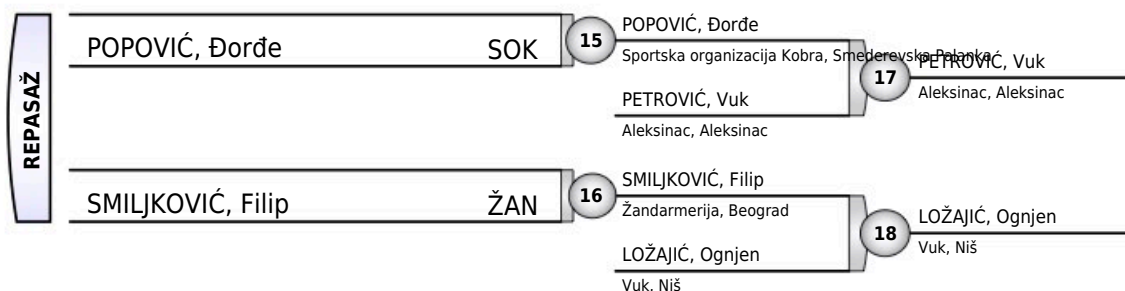 REPASAŽ
POPOVIĆ, Đorđe SOK
15
POPOVIĆ, Đorđe
Sportska organizacija Kobra, Smederevska Palanka
PETROVIĆ, Vuk
Aleksinac, Aleksinac
17
PETROVIĆ, Vuk
Aleksinac, Aleksinac
SMILJKOVIĆ, Filip ŽAN
16
SMILJKOVIĆ, Filip
Žandarmerija, Beograd
LOŽAJIĆ, Ognjen
Vuk, Niš
18
LOŽAJIĆ, Ognjen
Vuk, Niš